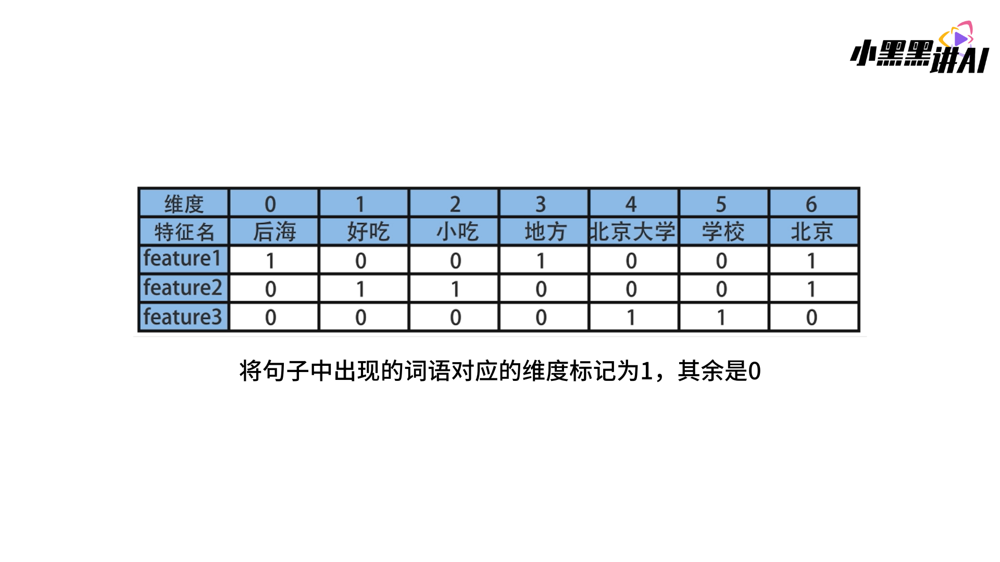 小黑黑讲AI
维度 0 1 2 3 4 5 6
特征名 后海 好吃 小吃 地方 北京大学 学校 北京
feature1 1 0 0 1 0 0 1
feature2 0 1 1 0 0 0 1
feature3 0 0 0 0 1 1 0
将句子中出现的词语对应的维度标记为1，其余是0